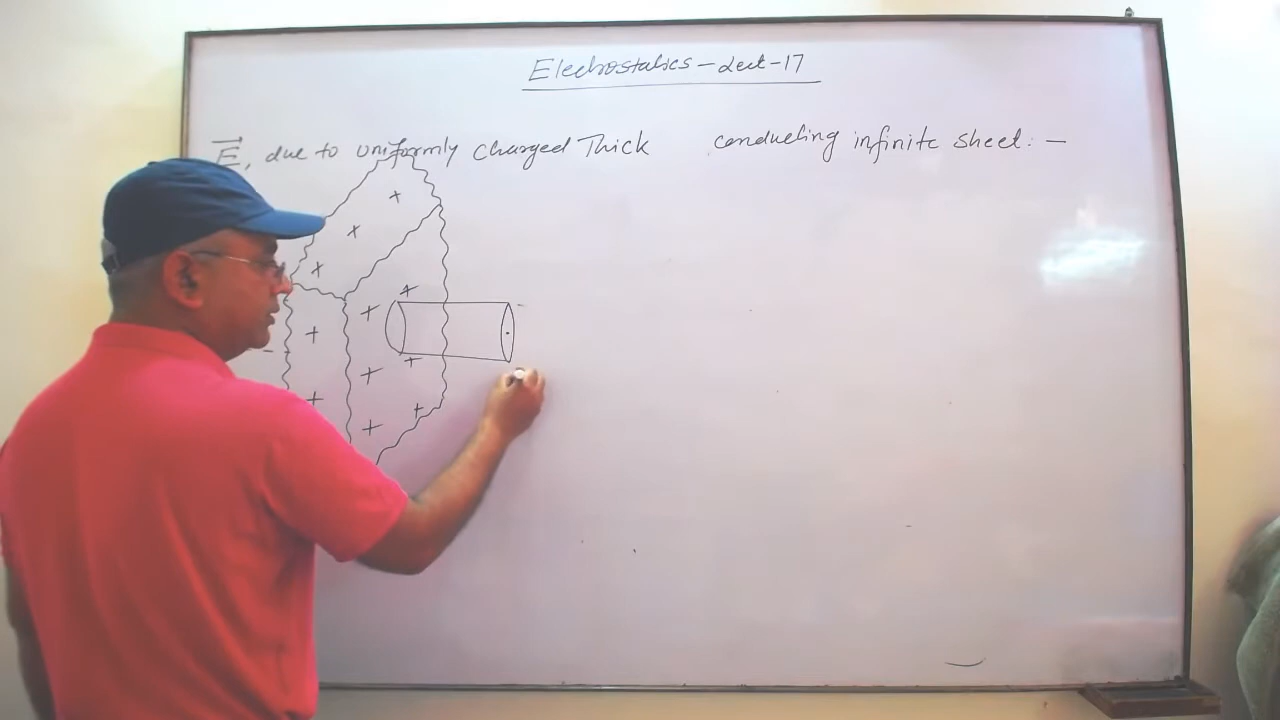 Electrostatics - Lect-17
E, due to uniformly charged Thick conducting infinite sheet: -
+ + +
+ + + +
+ + +
+ +